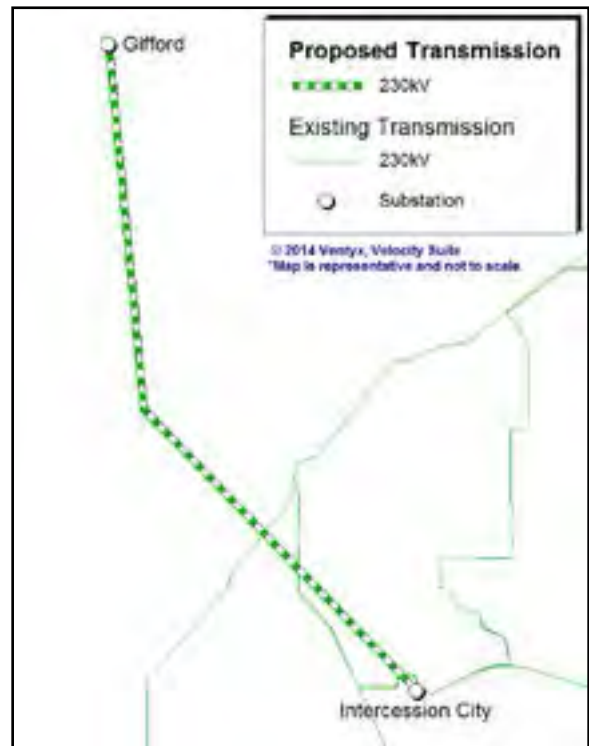 Gifford
Proposed Transmission
230kV
Existing Transmission
230kV
Substation
© 2014 Ventyx, Velocity Suite
*Map is representative and not to scale
Intercession City